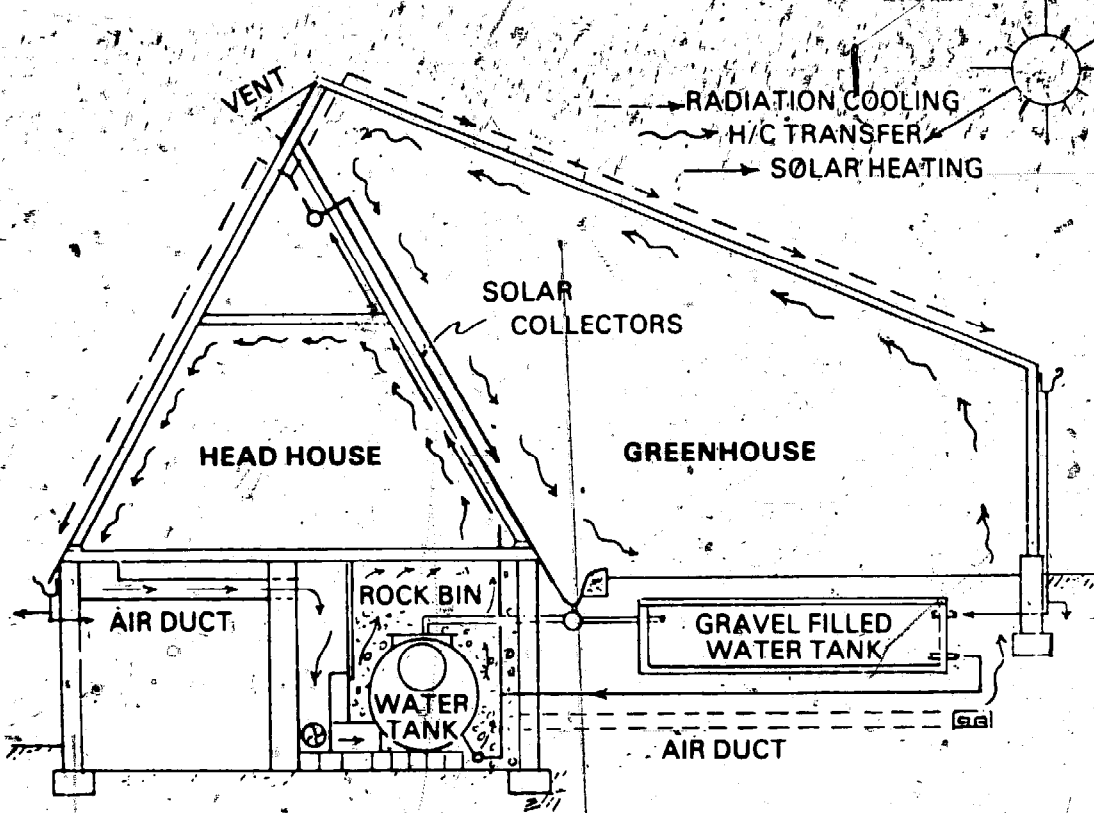 VENT
RADIATION COOLING
H/C TRANSFER
SOLAR HEATING
SOLAR
COLLECTORS
HEAD HOUSE
GREENHOUSE
AIR DUCT
ROCK BIN
WATER
TANK
GRAVEL FILLED
WATER TANK
AIR DUCT